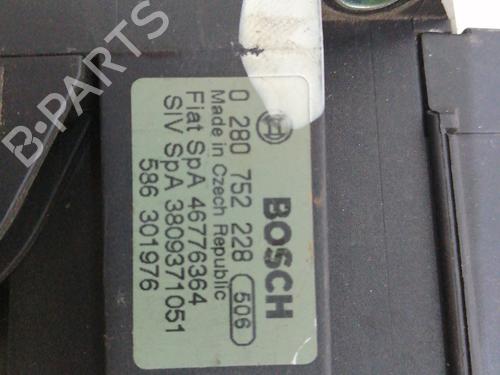 BOSCH
0 280 752 228 506
Made in Czech Republic
Fiat SpA 46776364
SIV SpA 3809371051
586 301976
B-PARTS